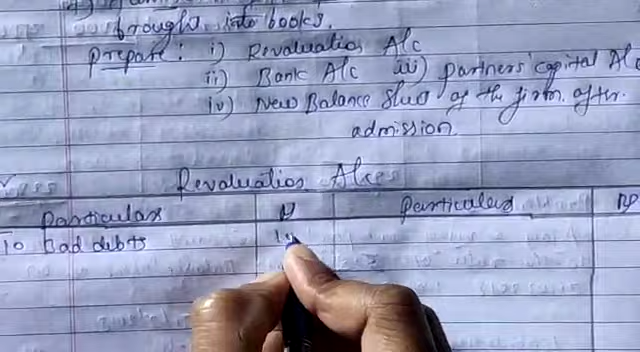 brought into books.
Prepare: i) Revaluation A/c
ii) Bank A/c iii) Partners' capital A/c
iv) New Balance Sheet of the firm after
admission
Revaluation A/c
Particulars Particulars
To Bad debts